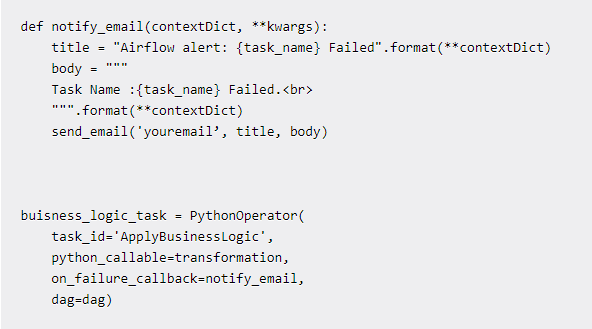 def notify_email(contextDict, **kwargs):
    title = "Airflow alert: {task_name} Failed".format(**contextDict)
    body = """
    Task Name :{task_name} Failed.<br>
    """.format(**contextDict)
    send_email('youremail’, title, body)
buisness_logic_task = PythonOperator(
    task_id='ApplyBusinessLogic',
    python_callable=transformation,
    on_failure_callback=notify_email,
    dag=dag)